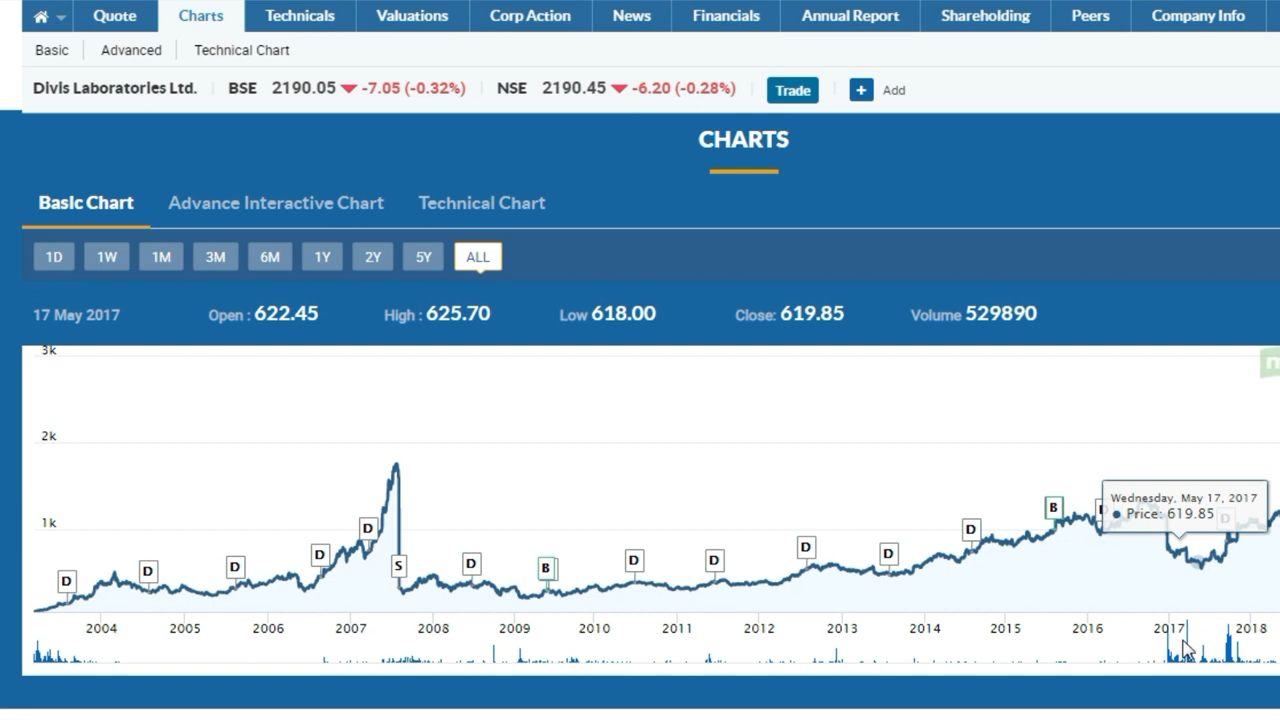 Quote Charts Technicals Valuations Corp Action News Financials Annual Report Shareholding Peers Company Info
Basic Advanced Technical Chart
Divis Laboratories Ltd. BSE 2190.05 -7.05 (-0.32%) NSE 2190.45 -6.20 (-0.28%) Trade + Add
CHARTS
Basic Chart Advance Interactive Chart Technical Chart
1D 1W 1M 3M 6M 1Y 2Y 5Y ALL
17 May 2017 Open : 622.45 High : 625.70 Low 618.00 Close: 619.85 Volume 529890
3k
2k
1k
D D D D D S D B D D D D D B D D
Wednesday, May 17, 2017
Price: 619.85
2004 2005 2006 2007 2008 2009 2010 2011 2012 2013 2014 2015 2016 2017 2018